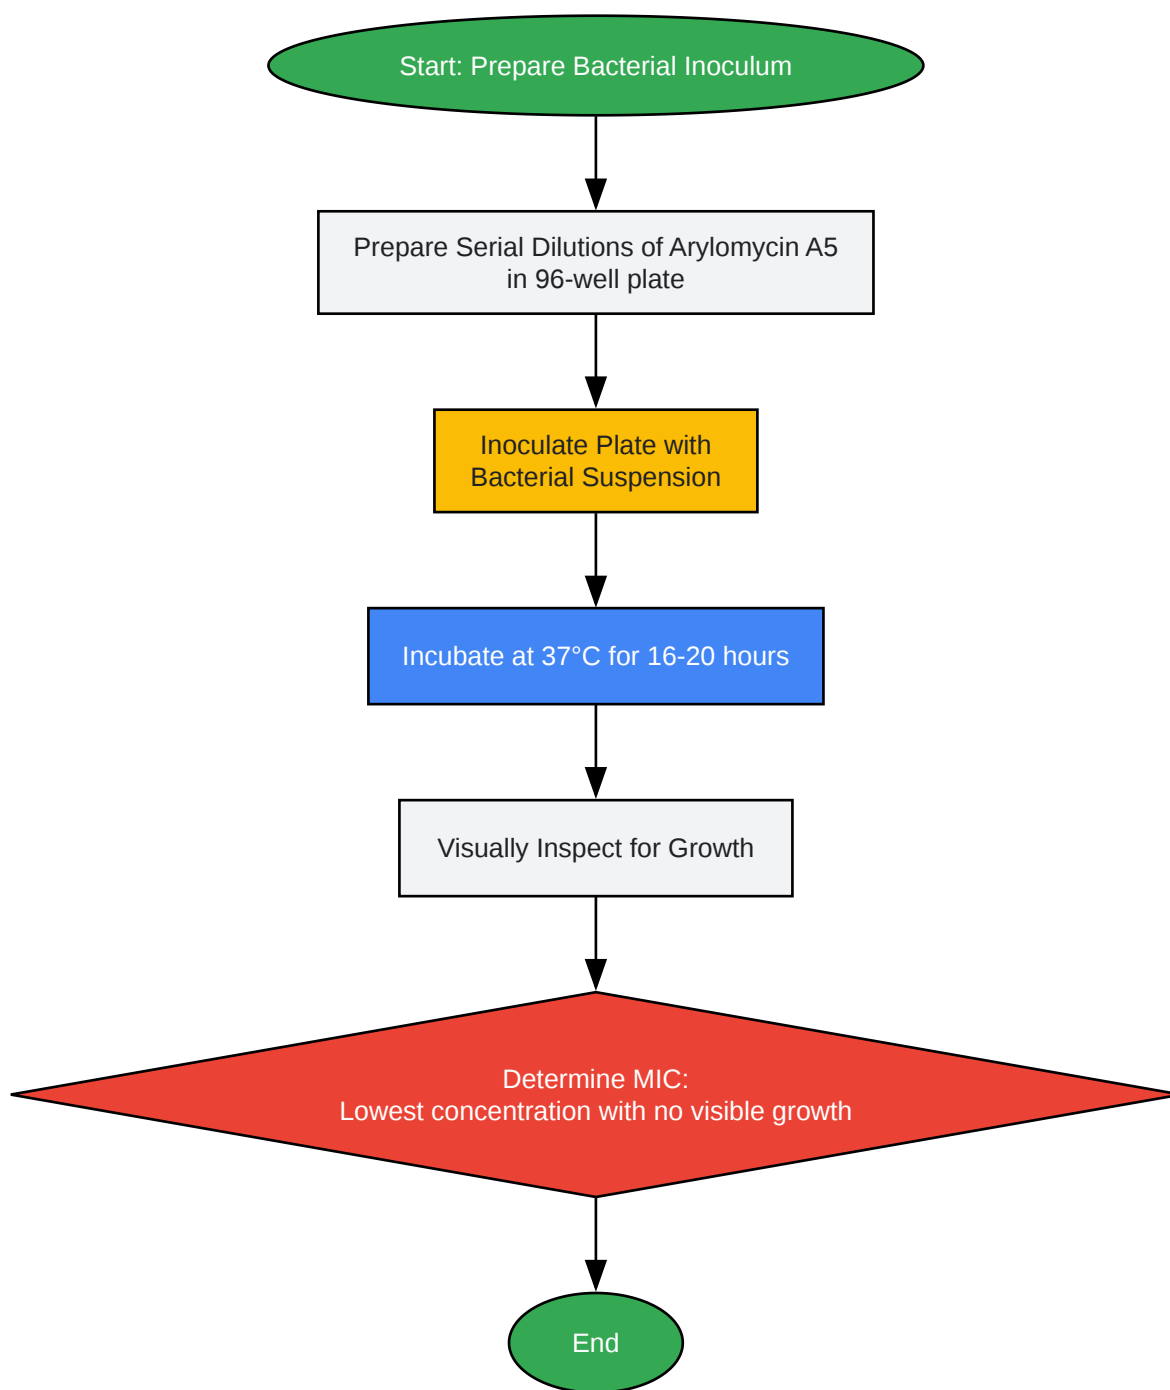 Start: Prepare Bacterial Inoculum
Prepare Serial Dilutions of Arylomycin A5
in 96-well plate
Inoculate Plate with
Bacterial Suspension
Incubate at 37°C for 16-20 hours
Visually Inspect for Growth
Determine MIC:
Lowest concentration with no visible growth
End